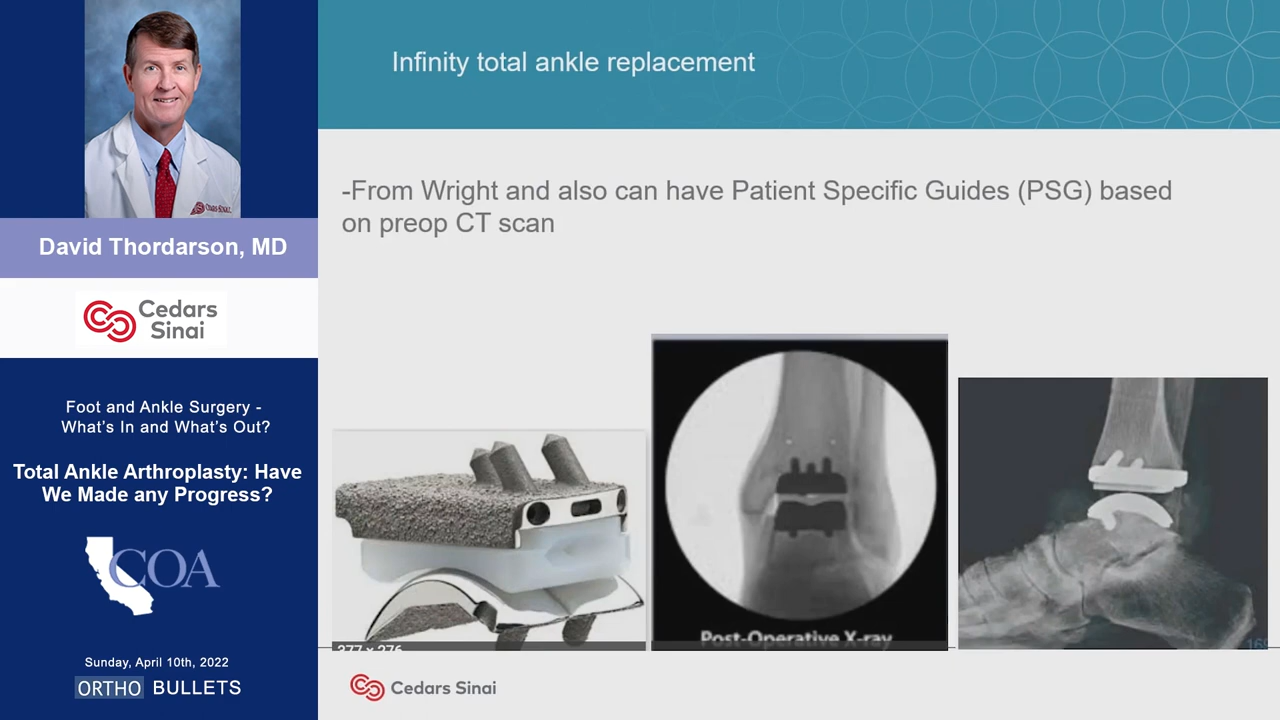 Infinity total ankle replacement
-From Wright and also can have Patient Specific Guides (PSG) based
on preop CT scan
David Thordarson, MD
Cedars
Sinai
Foot and Ankle Surgery -
What's In and What's Out?
Total Ankle Arthroplasty: Have
We Made any Progress?
COA
Sunday, April 10th, 2022
ORTHO BULLETS
Post-Operative X-ray
Cedars Sinai